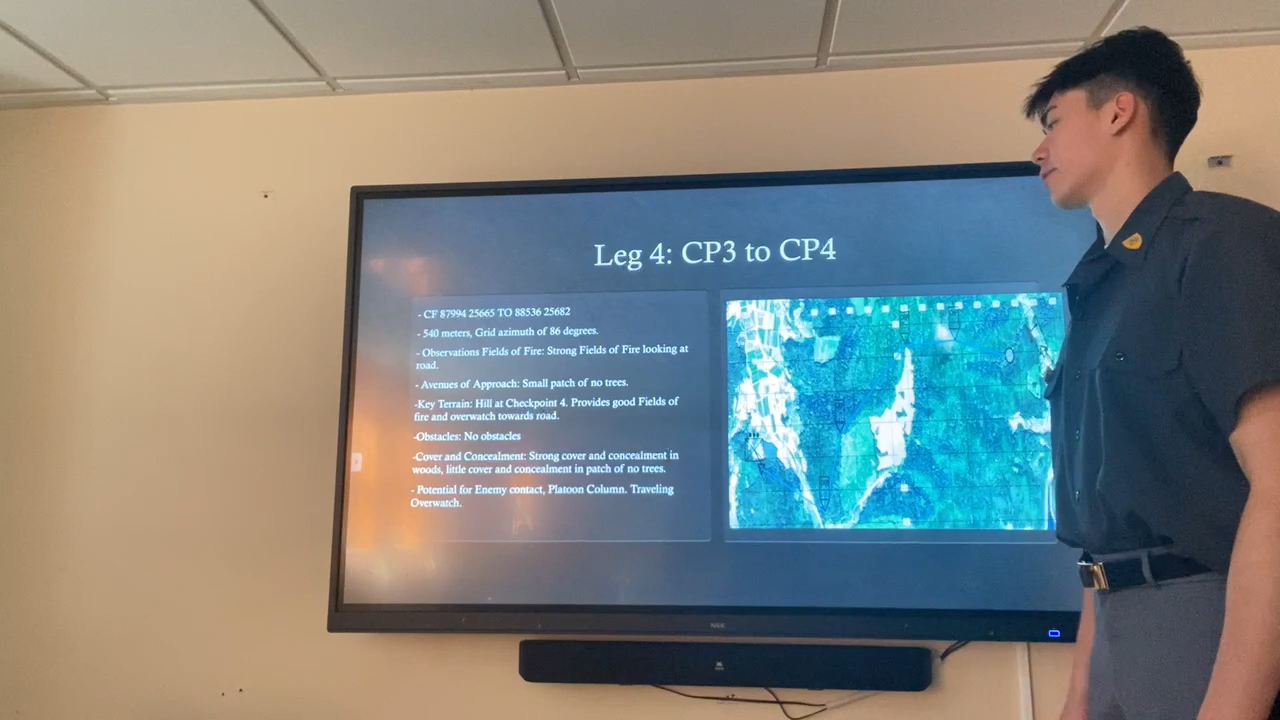 Leg 4: CP3 to CP4
- CF 87994 25665 TO 88536 25682
- 540 meters, Grid azimuth of 86 degrees.
- Observations Fields of Fire: Strong Fields of Fire looking at
road.
- Avenues of Approach: Small patch of no trees.
-Key Terrain: Hill at Checkpoint 4. Provides good Fields of
fire and overwatch towards road.
-Obstacles: No obstacles
-Cover and Concealment: Strong cover and concealment in
woods, little cover and concealment in patch of no trees.
- Potential for Enemy contact, Platoon Column. Traveling
Overwatch.
NEC